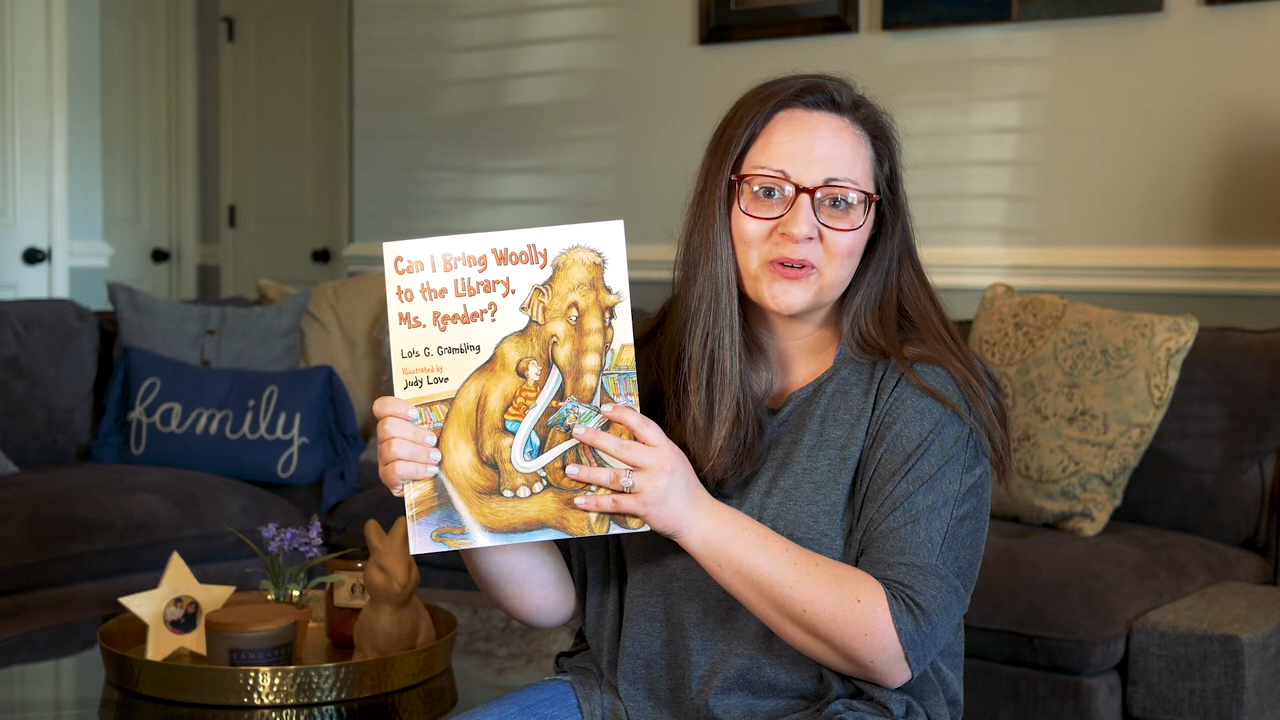 Can I Bring Woolly
to the Library,
Ms. Reeder?
Lois G. Grambling
Illustrated by
Judy Love
family